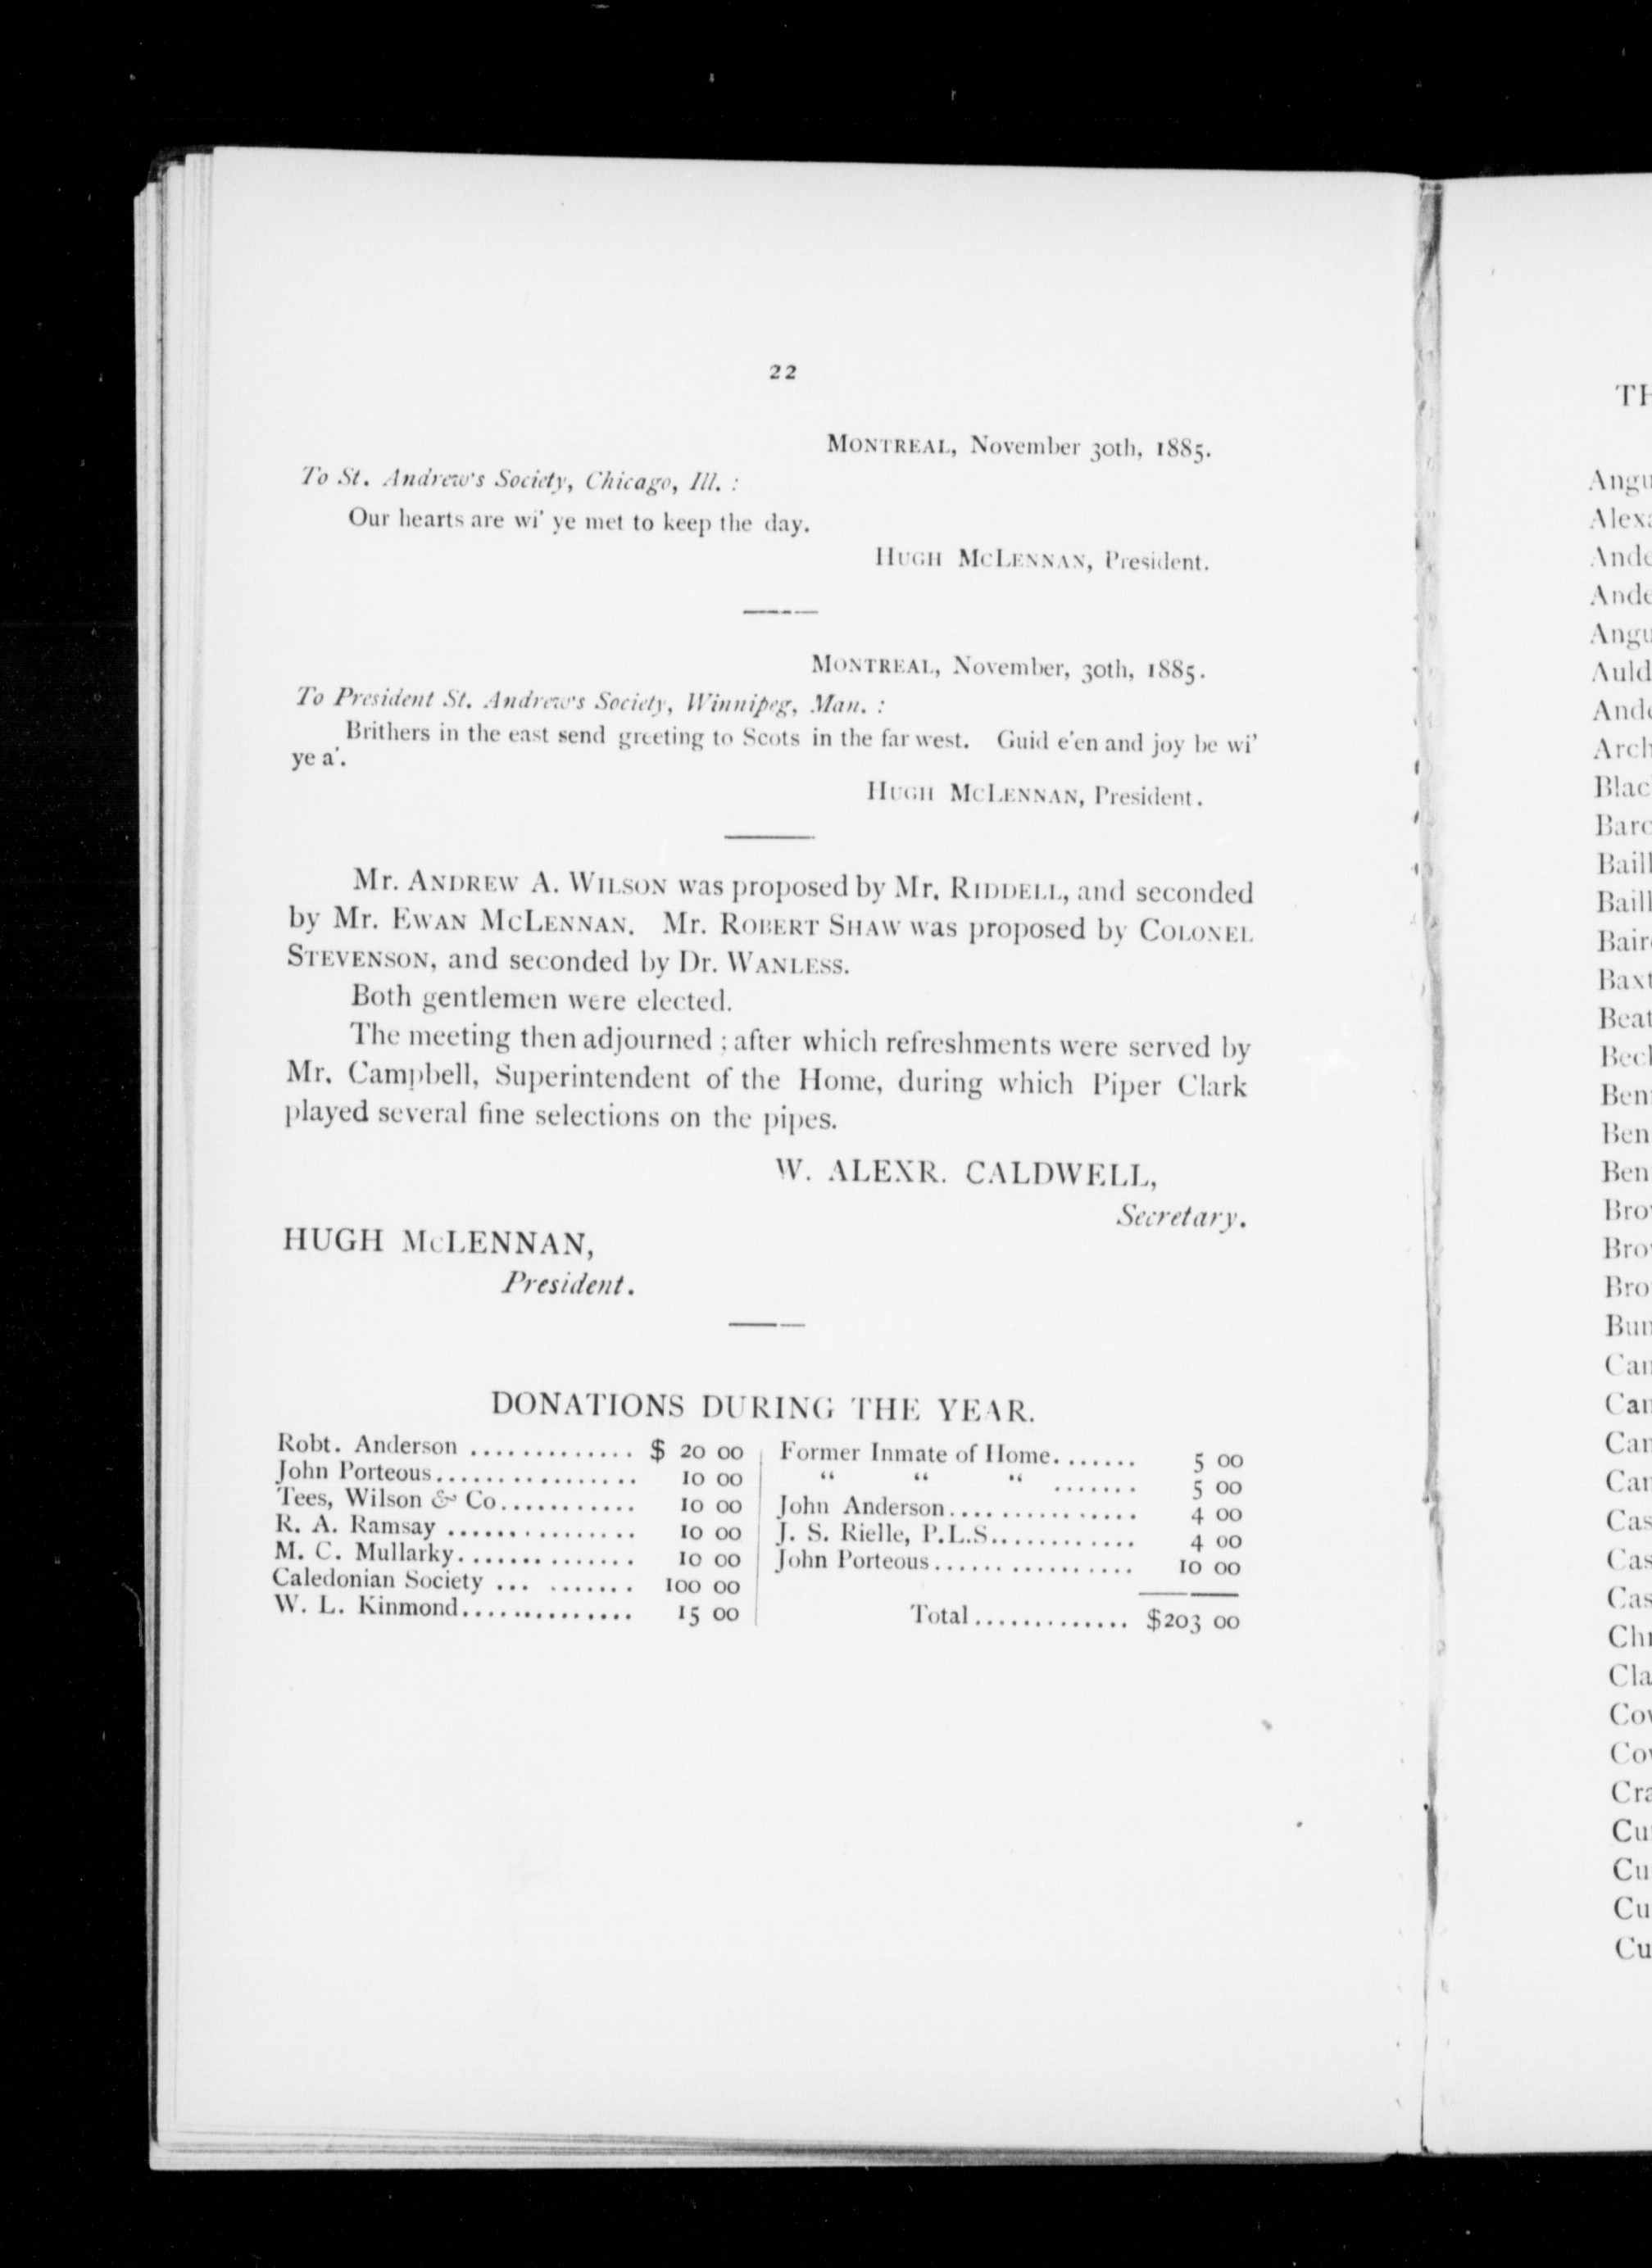 22
MONTREAL, November 30th, 1885.
To St. Andrew's Society, Chicago, Ill. :
Our hearts are wi' ye met to keep the day.
HUGH MCLENNAN, President.
MONTREAL, November, 30th, 1885.
To President St. Andrew's Society, Winnipeg, Man. :
Brithers in the east send greeting to Scots in the far west. Guid e'en and joy be wi'
ye a'.
HUGH MCLENNAN, President.
Mr. ANDREW A. WILSON was proposed by Mr. RIDDELL, and seconded
by Mr. EWAN MCLENNAN. Mr. ROBERT SHAW was proposed by COLONEL
STEVENSON, and seconded by Dr. WANLESS.
Both gentlemen were elected.
The meeting then adjourned ; after which refreshments were served by
Mr. Campbell, Superintendent of the Home, during which Piper Clark
played several fine selections on the pipes.
W. ALEXR. CALDWELL,
Secretary.
HUGH McLENNAN,
President.
DONATIONS DURING THE YEAR.
Robt. Anderson ............. $ 20 00
John Porteous................ 10 00
Tees, Wilson & Co........... 10 00
R. A. Ramsay ............... 10 00
M. C. Mullarky.............. 10 00
Caledonian Society ... ....... 100 00
W. L. Kinmond.............. 15 00
Former Inmate of Home....... 5 00
" " " ....... 5 00
John Anderson............... 4 00
J. S. Rielle, P.L.S............ 4 00
John Porteous................ 10 00
Total............. $203 00
TH
Angu
Alexa
Ande
Ande
Angu
Auld
Ande
Arch
Blac
Barc
Baill
Baill
Bair
Baxt
Beat
Becl
Ben
Ben
Ben
Bro
Bro
Bro
Bun
Can
Can
Can
Can
Cas
Cas
Cas
Chr
Cla
Cov
Cov
Cra
Cu
Cu
Cu
Cu